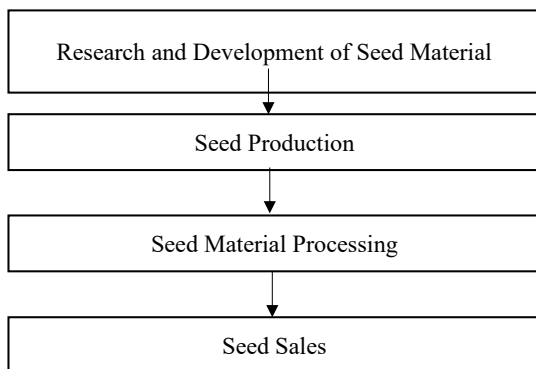 Research and Development of Seed Material
Seed Production
Seed Material Processing
Seed Sales